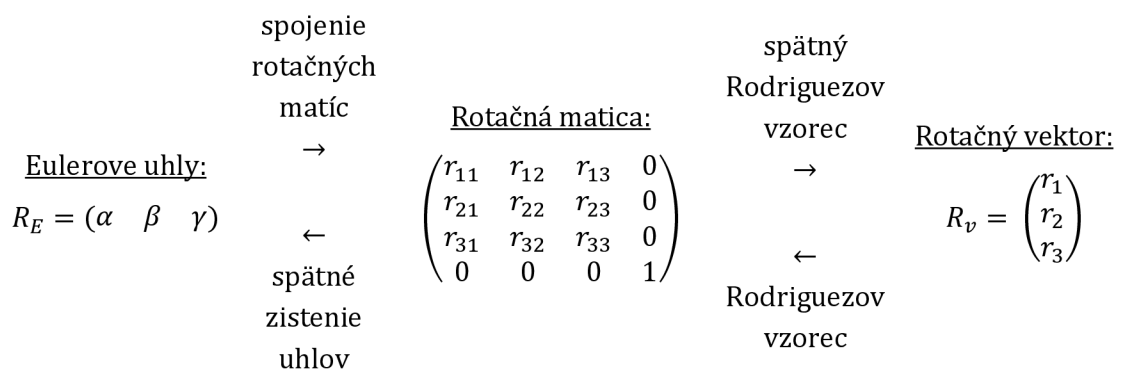 Eulerove uhly:
R_E = (α β γ)
spojenie
rotačných
matíc
→
←
spätné
zistenie
uhlov
Rotačná matica:
r₁₁ r₁₂ r₁₃ 0
r₂₁ r₂₂ r₂₃ 0
r₃₁ r₃₂ r₃₃ 0
0 0 0 1
spätný
Rodriguezov
vzorec
→
←
Rodriguezov
vzorec
Rotačný vektor:
r₁
R_v = r₂
r₃